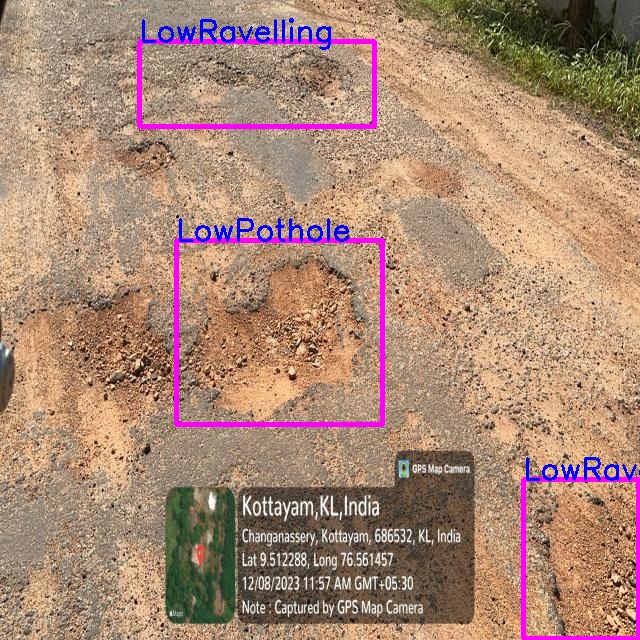 LowRavelling
LowPothole
LowRav
GPS Map Camera
Kottayam,KL,India
Changanassery, Kottayam, 686532, KL, India
Lat 9.512288, Long 76.561457
12/08/2023 11:57 AM GMT+05:30
Note : Captured by GPS Map Camera